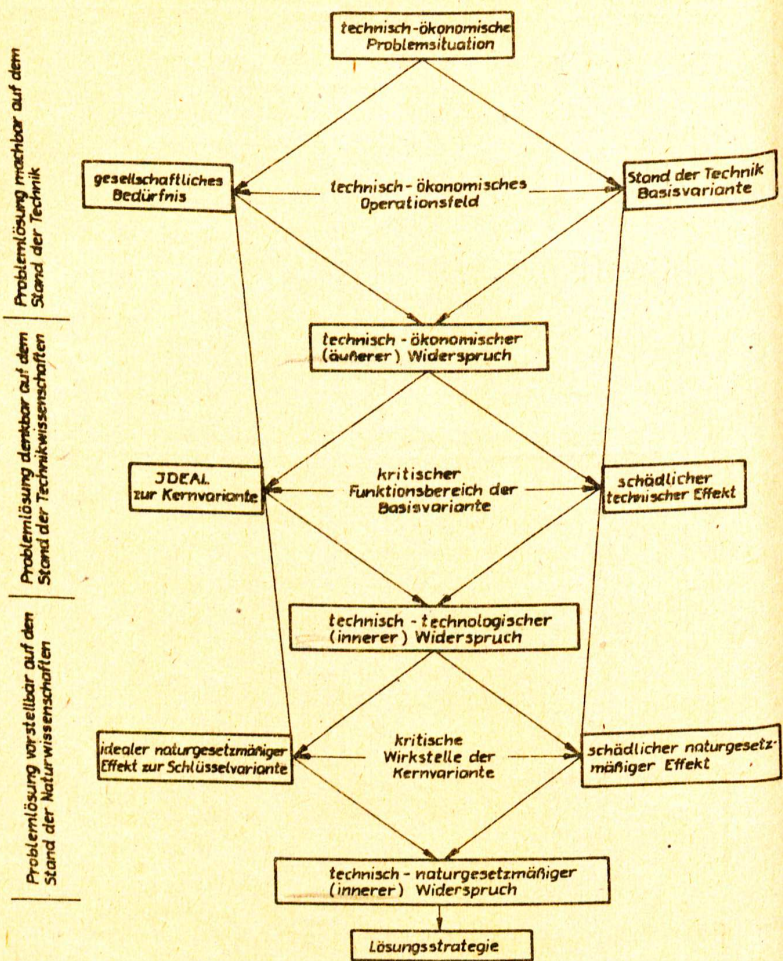 technisch-ökonomische
Problemsituation
Problemlösung machbar auf dem
Stand der Technik
gesellschaftliches
Bedürfnis
technisch-ökonomisches
Operationsfeld
Stand der Technik
Basisvariante
technisch - ökonomischer
(äußerer) Widerspruch
Problemlösung denkbar auf dem
Stand der Technikwissenschaften
JDEAL
zur Kernvariante
kritischer
Funktionsbereich der
Basisvariante
schädlicher
technischer Effekt
technisch - technologischer
(innerer) Widerspruch
Problemlösung vorstellbar auf den
Stand der Naturwissenschaften
idealer naturgesetzmäßiger
Effekt zur Schlüsselvariante
kritische
Wirkstelle der
Kernvariante
schädlicher naturgesetz-
mäßiger Effekt
technisch - naturgesetzmäßiger
(innerer) Widerspruch
Lösungsstrategie